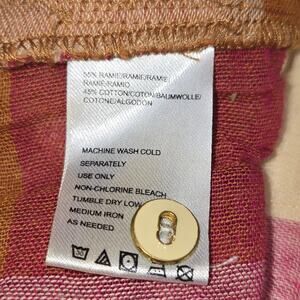 55% RAMIE/RAMIE/RAMIE/
RAMIE/RAMIO
45% COTTON/COTON/BAUMWOLLE/
COTONE/ALGODON
MACHINE WASH COLD
SEPARATELY
USE ONLY
NON-CHLORINE BLEACH
TUMBLE DRY LOW
MEDIUM IRON
AS NEEDED